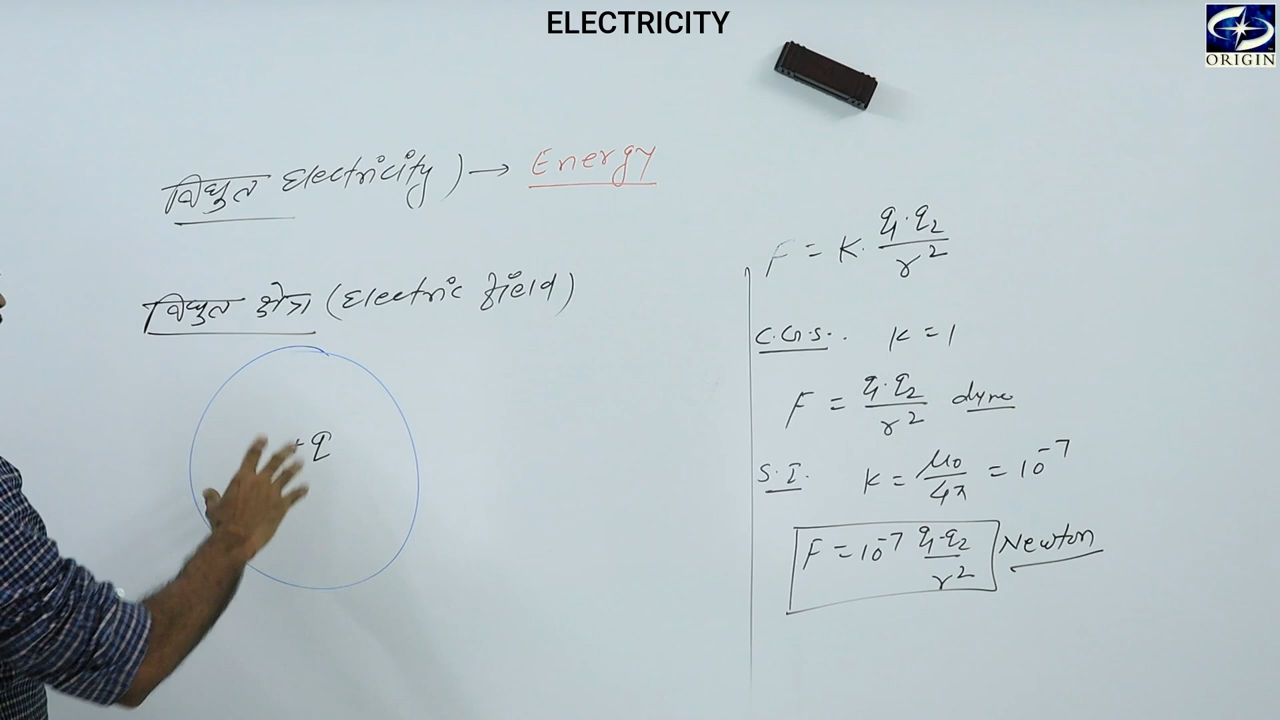 ELECTRICITY
ORIGIN
विद्युत Electricity) → Energy
विद्युत क्षेत्र (Electric field)
+q
F = K. q₁.q₂/r²
C.G.S. . K = 1
F = q₁.q₂/r² dyne
S.I. K = μ₀/4π = 10⁻⁷
F = 10⁻⁷ q₁.q₂/r² Newton